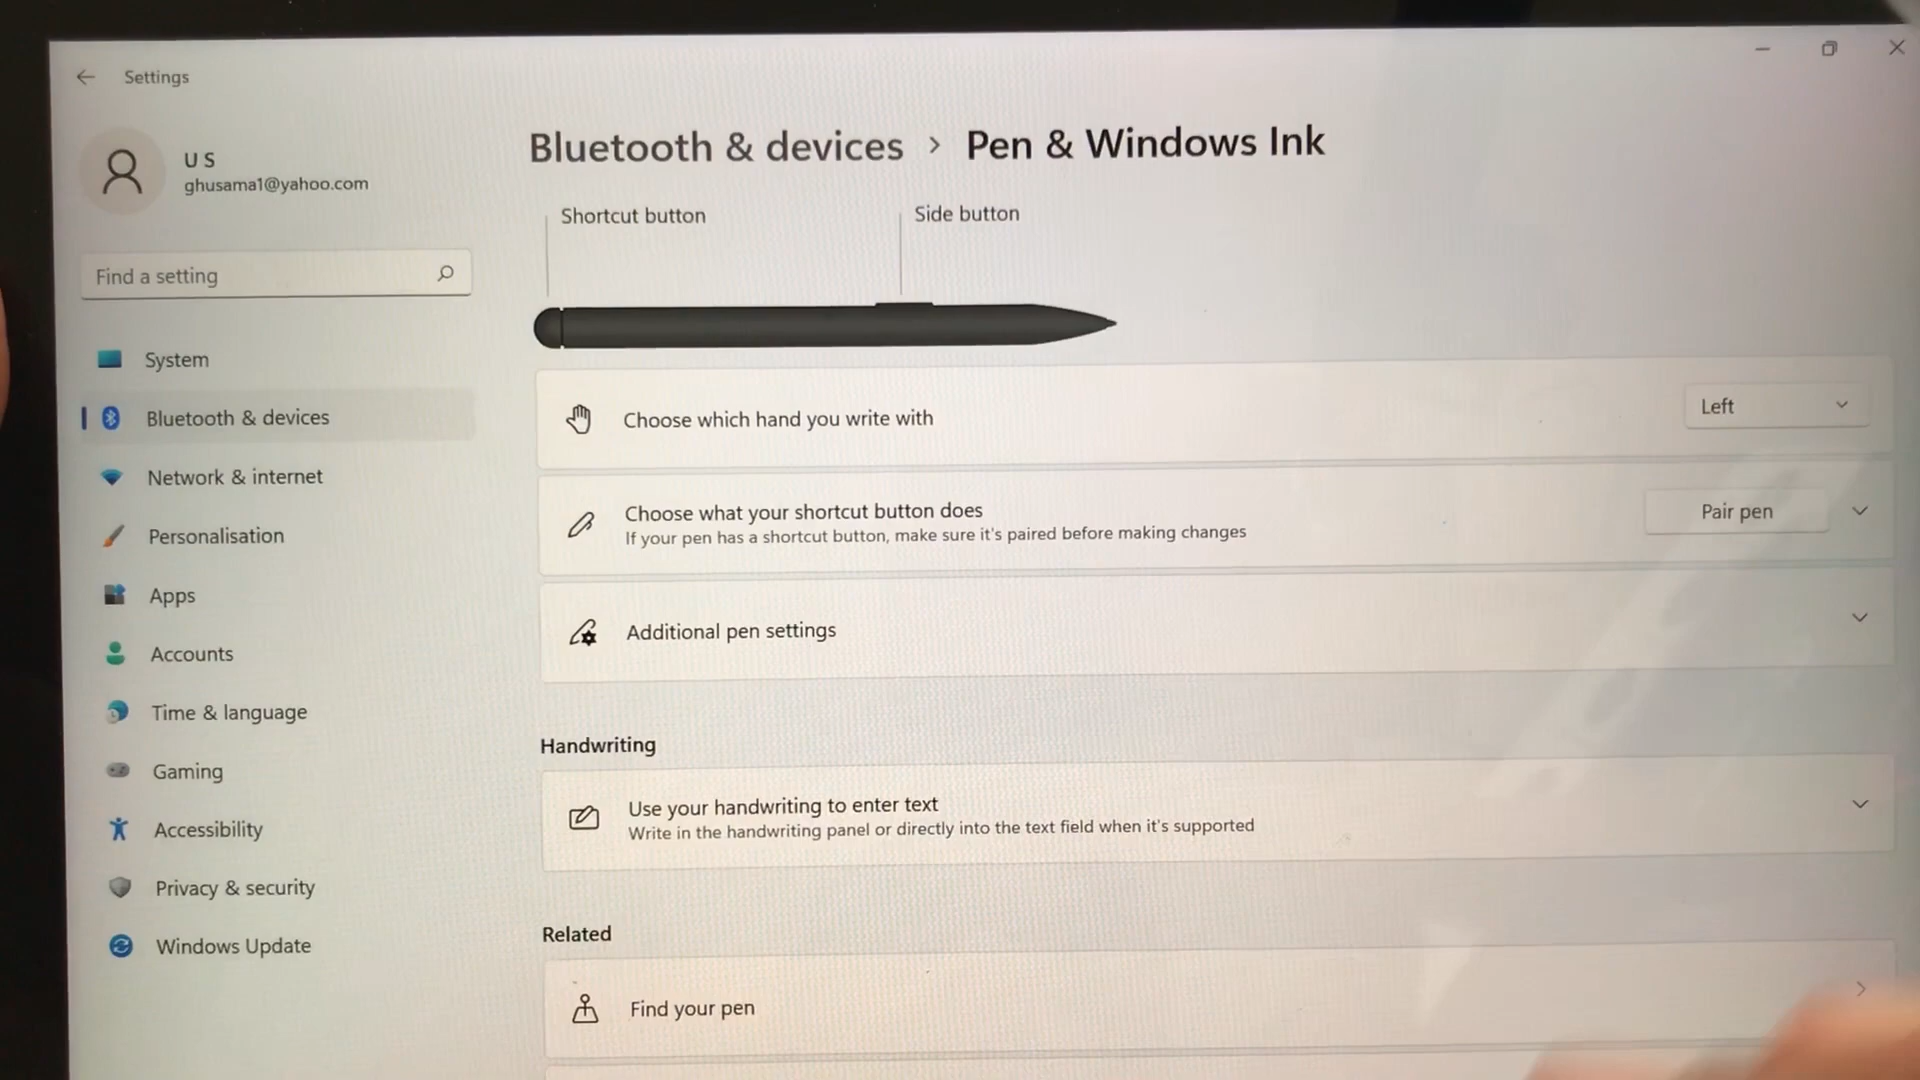 Settings
U S
ghusama1@yahoo.com
Find a setting
System
Bluetooth & devices
Network & internet
Personalisation
Apps
Accounts
Time & language
Gaming
Accessibility
Privacy & security
Windows Update
Bluetooth & devices > Pen & Windows Ink
Shortcut button
Side button
Choose which hand you write with
Left
Choose what your shortcut button does
If your pen has a shortcut button, make sure it's paired before making changes
Pair pen
Additional pen settings
Handwriting
Use your handwriting to enter text
Write in the handwriting panel or directly into the text field when it's supported
Related
Find your pen